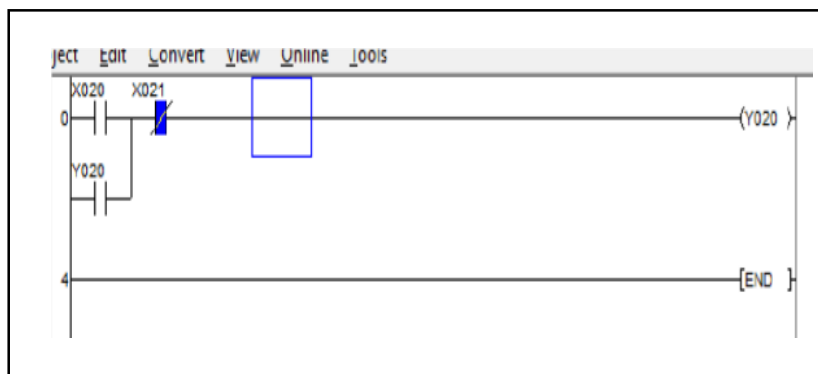 ject Edit Convert View Online Tools
X020 X021
0 (Y020 )
Y020
4 [END ]